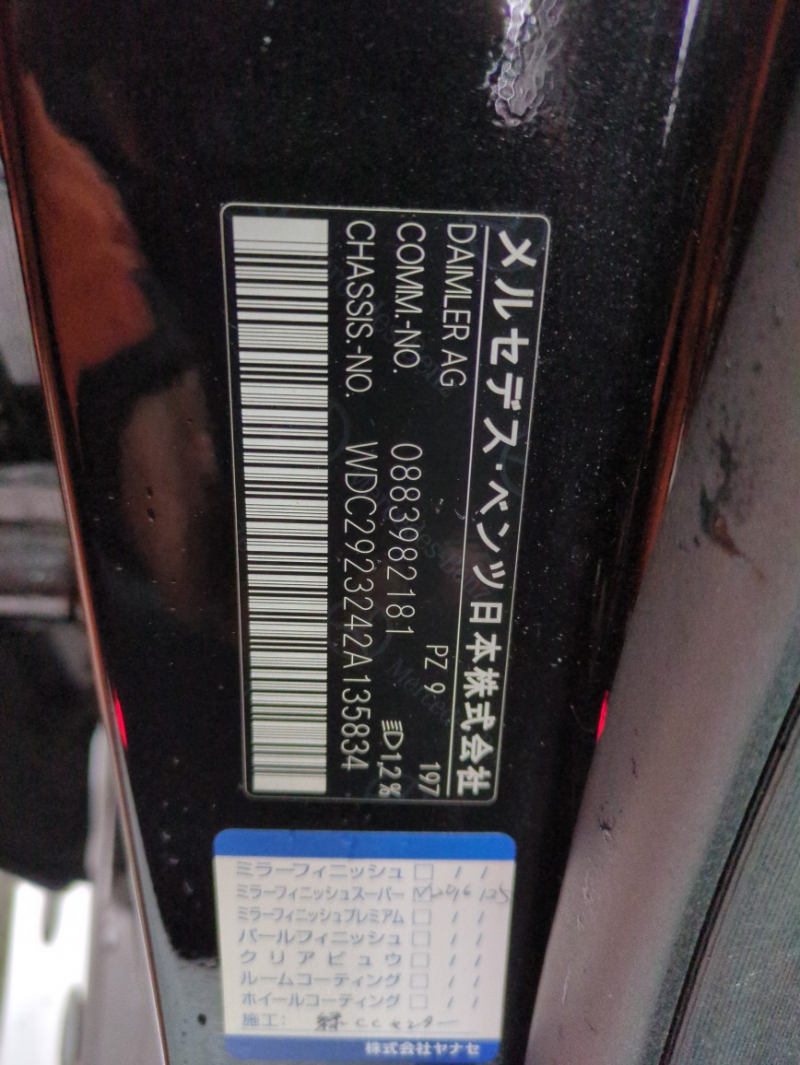 メルセデス・ベンツ日本株式会社
DAIMLER AG PZ 9 197
COMM.-NO. 0883982181 1,2 %
CHASSIS.-NO. WDC2923242A135834
ミラーフィニッシュ □ / /
ミラーフィニッシュスーパー ☑ 2016 1 25
ミラーフィニッシュプレミアム □ / /
パールフィニッシュ □ / /
クリアビュウ □ / /
ルームコーティング □ / /
ホイールコーティング □ / /
施工:
株式会社ヤナセ